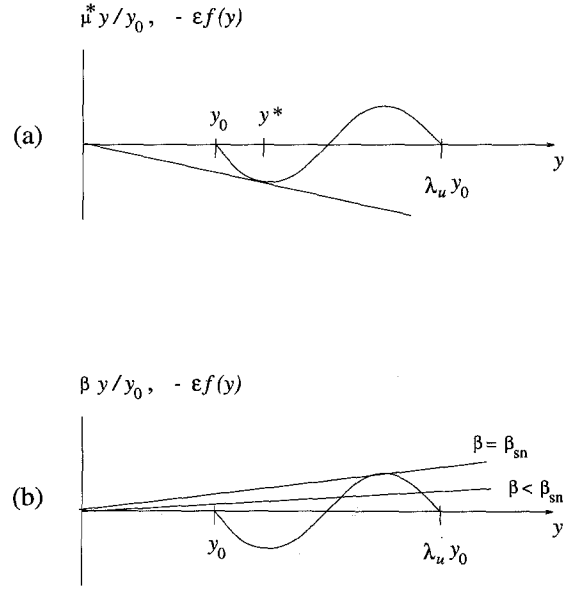 μ* y/y₀ ,  - εf(y)
(a)
y₀
y*
y
λᵤ y₀
β y/y₀ ,  - εf(y)
β = βₛₙ
(b)
β < βₛₙ
y₀
λᵤ y₀
y